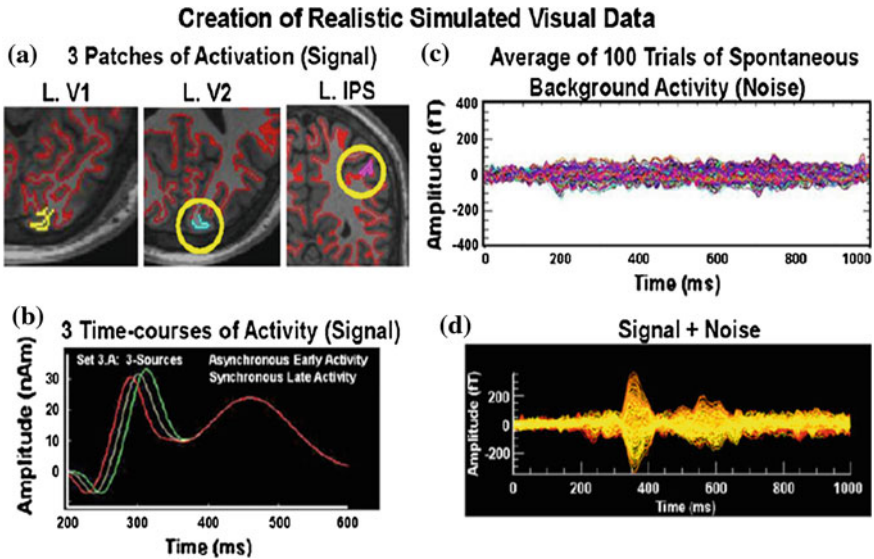 Creation of Realistic Simulated Visual Data
(a) 3 Patches of Activation (Signal)
L. V1 L. V2 L. IPS
(c) Average of 100 Trials of Spontaneous
Background Activity (Noise)
Amplitude (fT)
400
200
0
-200
-400
0 200 400 600 800 1000
Time (ms)
(b) 3 Time-courses of Activity (Signal)
Set 3.A: 3-Sources Asynchronous Early Activity
Synchronous Late Activity
Amplitude (nAm)
30
20
10
0
200 300 400 500 600
Time (ms)
(d) Signal + Noise
Amplitude (fT)
200
0
-200
0 200 400 600 800 1000
Time (ms)